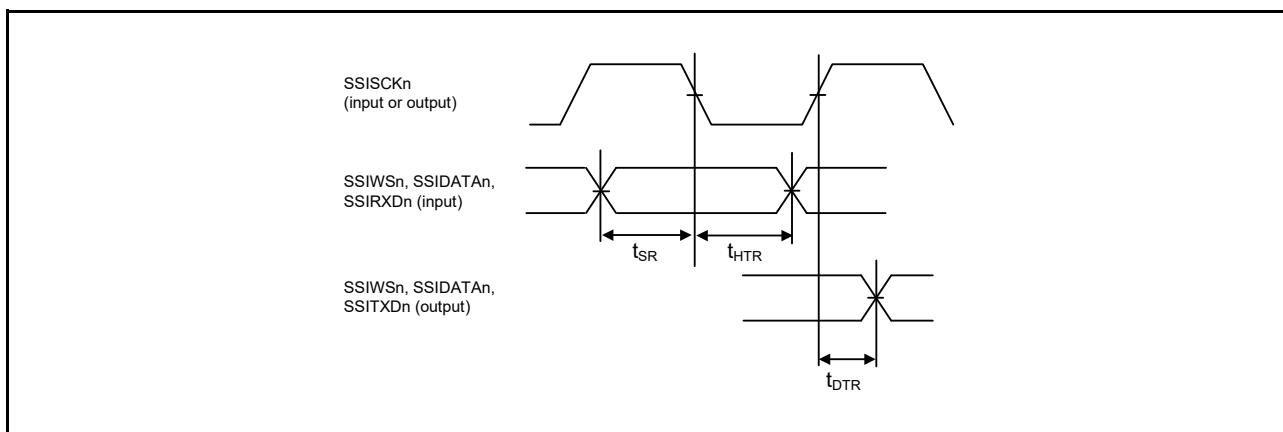 SSISCKn
(input or output)
SSIWSn, SSIDATAn,
SSIRXDn (input)
tSR
tHTR
SSIWSn, SSIDATAn,
SSITXDn (output)
tDTR